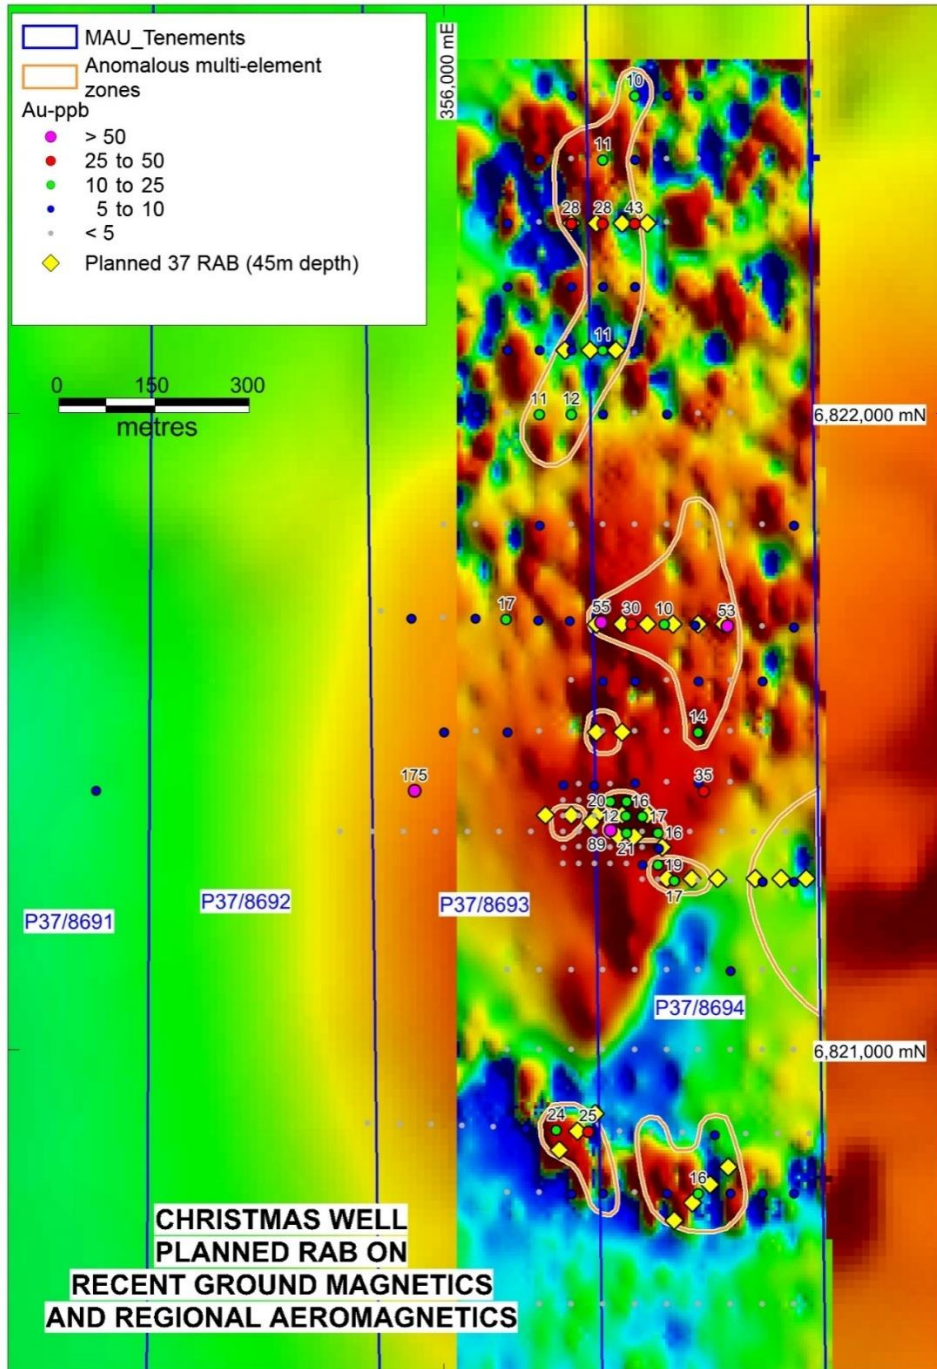 MAU_Tenements
Anomalous multi-element
zones
Au-ppb
> 50
25 to 50
10 to 25
5 to 10
< 5
Planned 37 RAB (45m depth)
356,000 mE
0 150 300
metres
10
11
28 28 43
11
11 12
6,822,000 mN
17 55 30 10 53
14
175 35
20 16
12 17
16
89 21
19
17
P37/8691
P37/8692
P37/8693
P37/8694
6,821,000 mN
24 25
16
CHRISTMAS WELL
PLANNED RAB ON
RECENT GROUND MAGNETICS
AND REGIONAL AEROMAGNETICS